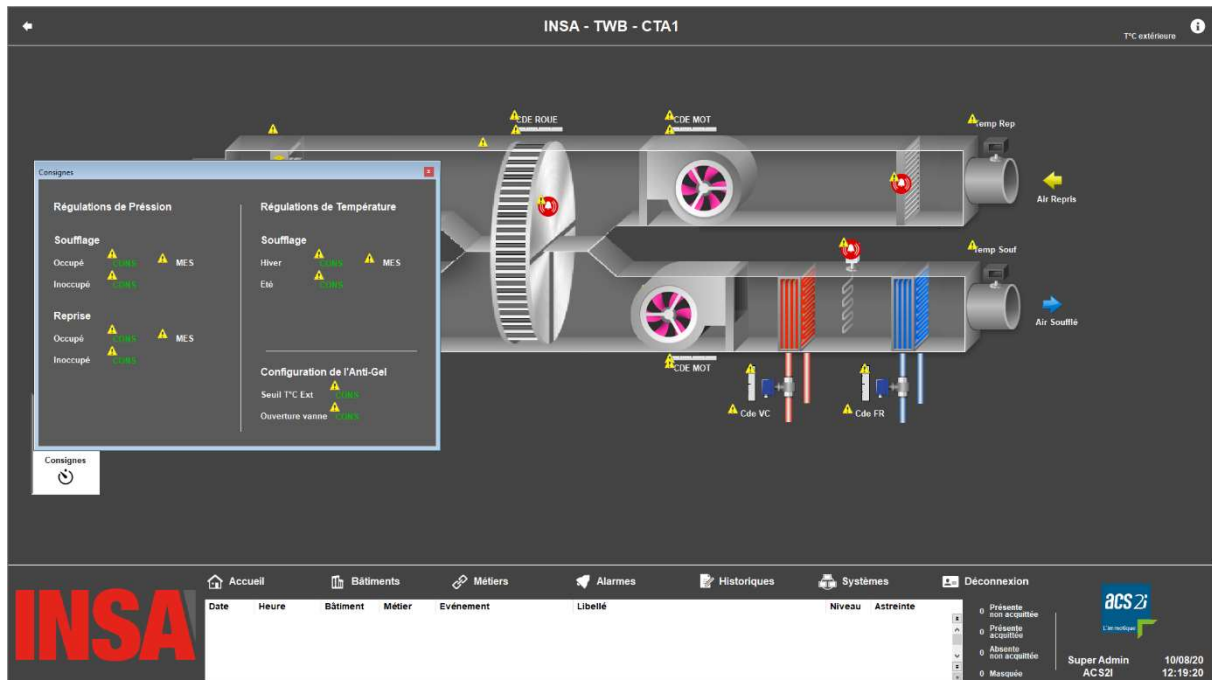 INSA - TWB - CTA1
T°C extérieure
CDE ROUE
CDE MOT
Temp Rep
Air Repris
Consignes
Régulations de Préssion
Régulations de Température
Soufflage
Soufflage
Occupé CONS MES
Hiver CONS MES
Inoccupé CONS
Eté CONS
Reprise
Occupé CONS MES
Inoccupé CONS
Configuration de l'Anti-Gel
Seuil T°C Ext CONS
Ouverture vanne CONS
Temp Souf
Air Soufflé
CDE MOT
Cde VC
Cde FR
Consignes
Accueil Bâtiments Métiers Alarmes Historiques Systèmes Déconnexion
Date Heure Bâtiment Métier Evénement Libellé Niveau Astreinte
0 Présente non acquittée
0 Présente acquittée
0 Absente non acquittée
0 Masquée
INSA
acs 2i
L'immotique
Super Admin 10/08/20
ACS2I 12:19:20